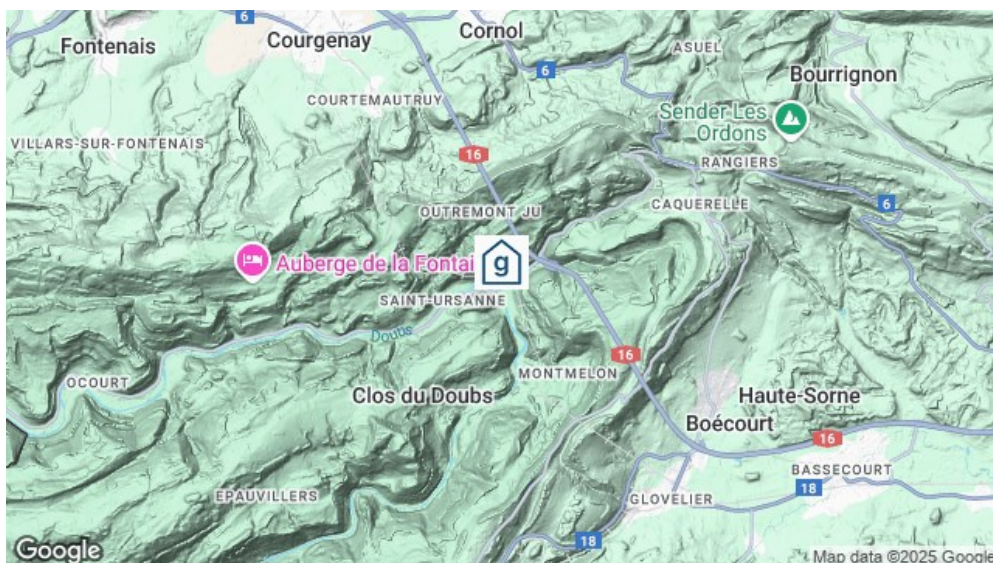 6
Fontenais
Courgenay
Cornol
6
ASUEL
Bourrignon
COURTEMAUTRUY
Sender Les
Ordons
VILLARS-SUR-FONTENAIS
16
RANGIERS
6
OUTREMONT JU
CAQUERELLE
Auberge de la Fontai
g
SAINT-URSANNE
Doubs
16
OCOURT
MONTMELON
Clos du Doubs
Haute-Sorne
Boécourt
16
BASSECOURT
EPAUVILLERS
GLOVELIER
18
18
Google
Map data ©2025 Google